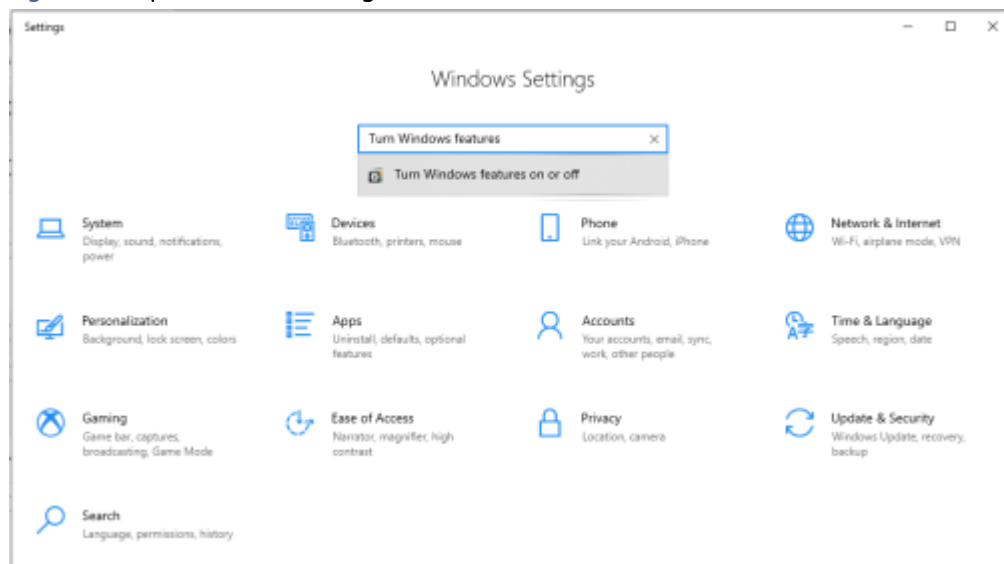 Settings
Windows Settings
Turn Windows features
Turn Windows features on or off
System
Display, sound, notifications,
power
Devices
Bluetooth, printers, mouse
Phone
Link your Android, iPhone
Network & Internet
Wi-Fi, airplane mode, VPN
Personalization
Background, lock screen, colors
Apps
Uninstall, defaults, optional
features
Accounts
Your accounts, email, sync,
work, other people
Time & Language
Speech, region, date
Gaming
Game bar, captures,
broadcasting, Game Mode
Ease of Access
Narrator, magnifier, high
contrast
Privacy
Location, camera
Update & Security
Windows Update, recovery,
backup
Search
Language, permissions, history